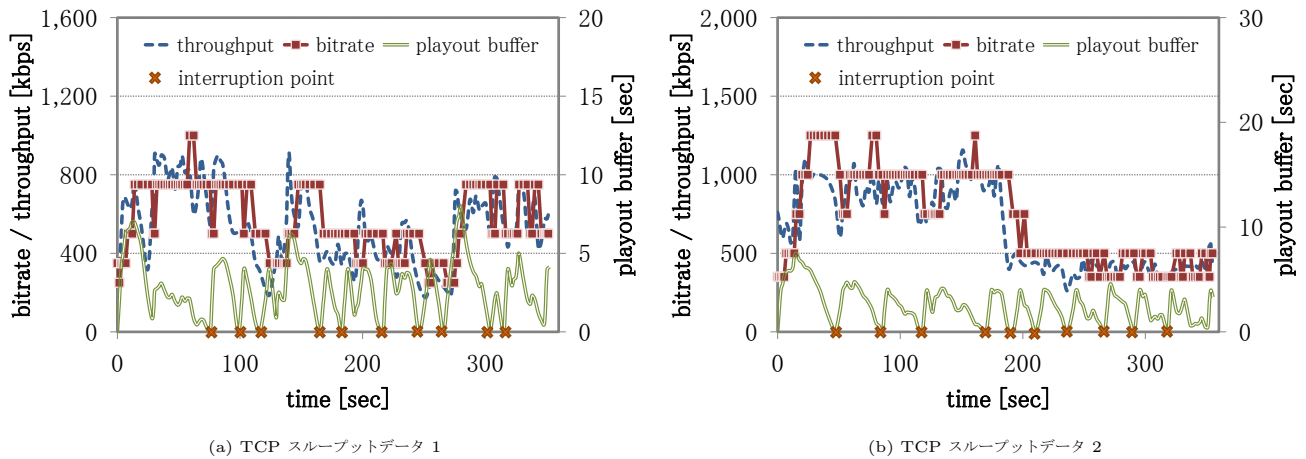 1,600
1,200
800
400
0
bitrate / throughput [kbps]
throughput bitrate playout buffer
interruption point
20
15
10
5
0
playout buffer [sec]
0 100 200 300
time [sec]
(a) TCP スループットデータ 1
2,000
1,500
1,000
500
0
bitrate / throughput [kbps]
throughput bitrate playout buffer
interruption point
30
20
10
0
playout buffer [sec]
0 100 200 300
time [sec]
(b) TCP スループットデータ 2